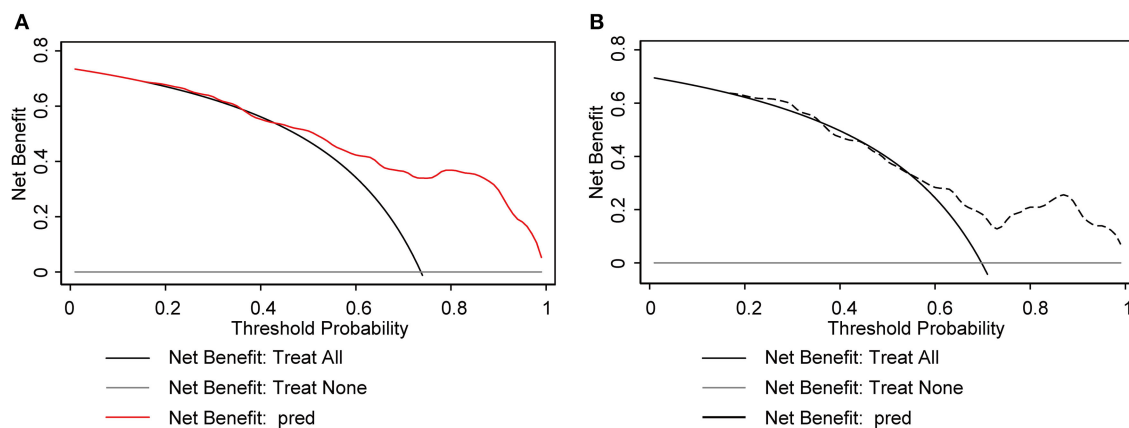 A
0.8
0.6
0.4
0.2
0
Net Benefit
0
0.2
0.4
0.6
0.8
1
Threshold Probability
Net Benefit: Treat All
Net Benefit: Treat None
Net Benefit: pred
B
0.8
0.6
0.4
0.2
0
Net Benefit
0
0.2
0.4
0.6
0.8
1
Threshold Probability
Net Benefit: Treat All
Net Benefit: Treat None
Net Benefit: pred